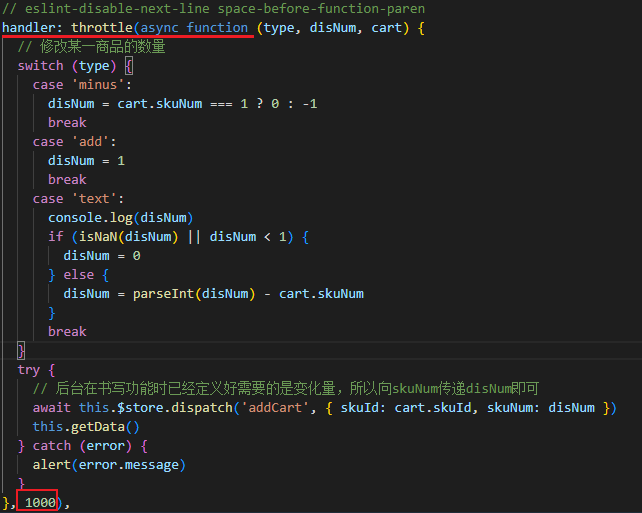 // eslint-disable-next-line space-before-function-paren
handler: throttle(async function (type, disNum, cart) {
  // 修改某一商品的数量
  switch (type) {
    case 'minus':
      disNum = cart.skuNum === 1 ? 0 : -1
      break
    case 'add':
      disNum = 1
      break
    case 'text':
      console.log(disNum)
      if (isNaN(disNum) || disNum < 1) {
        disNum = 0
      } else {
        disNum = parseInt(disNum) - cart.skuNum
      }
      break
  }
  try {
    // 后台在书写功能时已经定义好需要的是变化量，所以向skuNum传递disNum即可
    await this.$store.dispatch('addCart', { skuId: cart.skuId, skuNum: disNum })
    this.getData()
  } catch (error) {
    alert(error.message)
  }
}, 1000),